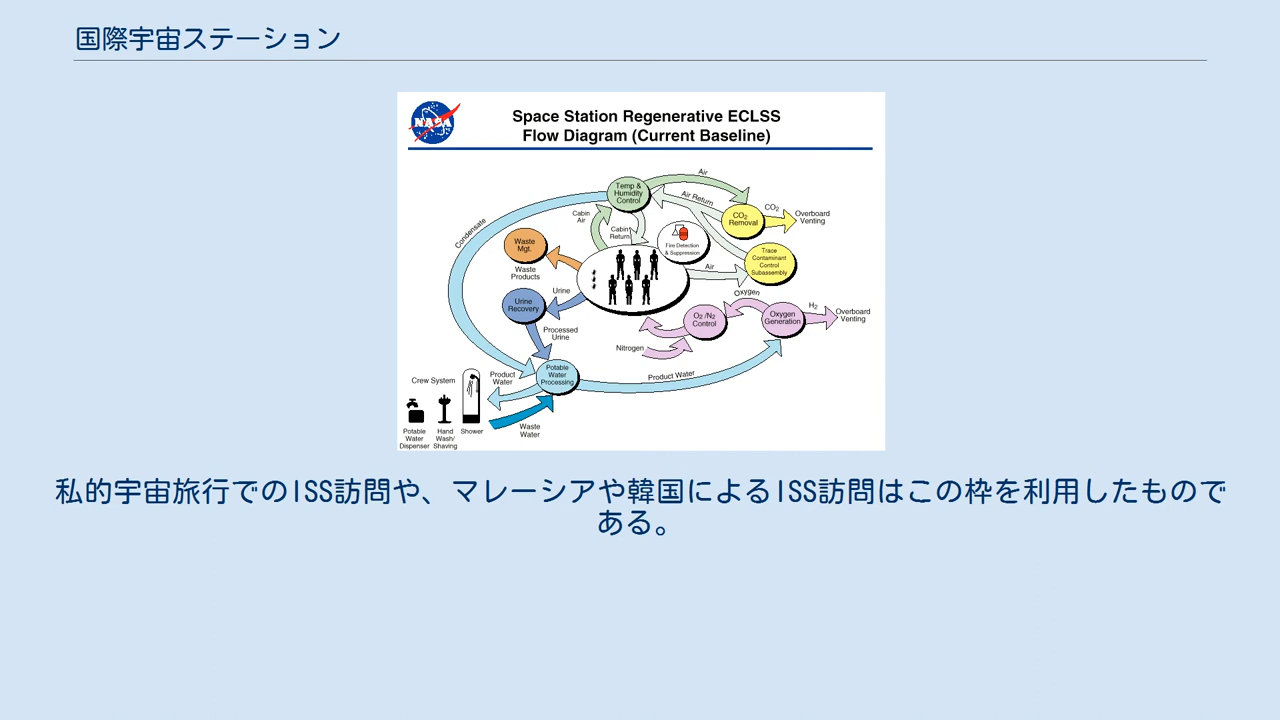 国際宇宙ステーション
NASA
Space Station Regenerative ECLSS
Flow Diagram (Current Baseline)
Air
Temp &
Humidity
Control
Air Return
CO2
Removal
CO2
Overboard
Venting
Condensate
Cabin
Air
Cabin
Return
Fire Detection
& Suppression
Waste
Mgt.
Waste
Products
Trace
Contaminant
Control
Subassembly
Air
Urine
Urine
Recovery
Oxygen
O2 /N2
Control
Oxygen
Generation
H2
Overboard
Venting
Processed
Urine
Nitrogen
Potable
Water
Processing
Product
Water
Product Water
Crew System
Potable
Water
Dispenser
Hand
Wash/
Shaving
Shower
Waste
Water
私的宇宙旅行でのISS訪問や、マレーシアや韓国によるISS訪問はこの枠を利用したもので
ある。